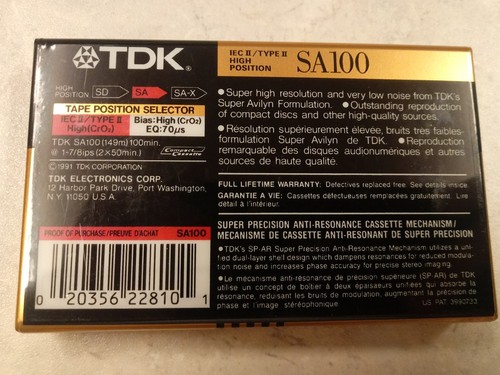 TDK
IEC II/TYPE II
HIGH
POSITION
SA100
HIGH
POSITION
SD
SA
SA-X
TAPE POSITION SELECTOR
IEC II/TYPE II
High(CrO₂)
Bias:High(CrO₂)
EQ:70µs
TDK SA100(149m)100min.
@ 1-7/8ips (2×50min.)
Compact
Cassette
©1991 TDK CORPORATION
TDK ELECTRONICS CORP.
12 Harbor Park Drive, Port Washington,
N.Y. 11050 U.S.A.
PROOF OF PURCHASE/PREUVE D'ACHAT
SA100
0 20356 22810 1
●Super high resolution and very low noise from TDK's
Super Avilyn Formulation. ●Outstanding reproduction
of compact discs and other high-quality sources.
●Résolution supérieurement élevée, bruits très faibles-
formulation Super Avilyn de TDK. ●Reproduction
remarquable des disques audionumériques et autres
sources de haute qualité.
FULL LIFETIME WARRANTY: Defectives replaced free. See details inside.
GARANTIE A VIE: Cassettes défectueuses remplacées gratuitement. Lire
détail à l'intérieur.
SUPER PRECISION ANTI-RESONANCE CASSETTE MECHANISM/
MECANISME DE CASSETTE ANTI-RESONANT DE SUPER PRECISION
●TDK's SP-AR Super Precision Anti-Resonance Mechanism utilizes a uni-
fied dual-layer shell design which dampens resonances for reduced modula-
tion noise and increases phase accuracy for precise stereo imaging.
●Le mécanisme anti-résonance de précision supérieure (SP-AR) de TDK
utilise un concept de boîtier à deux épaisseurs unifiées qui absorbe la
résonance, réduisant les bruits de modulation, augmentant la précision de
phase et l'image stéréophonique.
U.S. PAT. 3992733